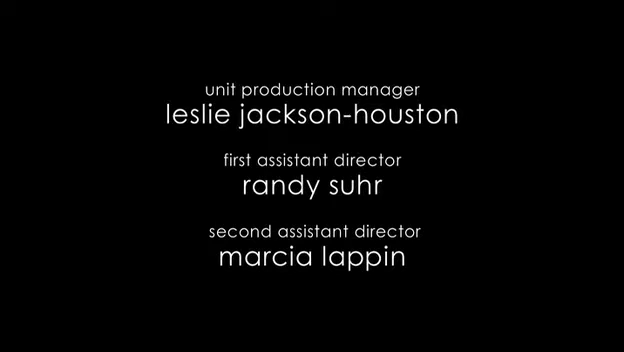 unit production manager
leslie jackson-houston
first assistant director
randy suhr
second assistant director
marcia lappin